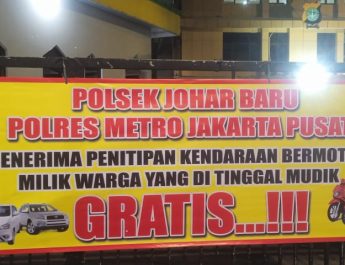 POLSEK JOHAR BARU
POLRES METRO JAKARTA PUSAT
ENERIMA PENITIPAN KENDARAAN BERMOT
MILIK WARGA YANG DI TINGGAL MUDIK
GRATIS...!!!